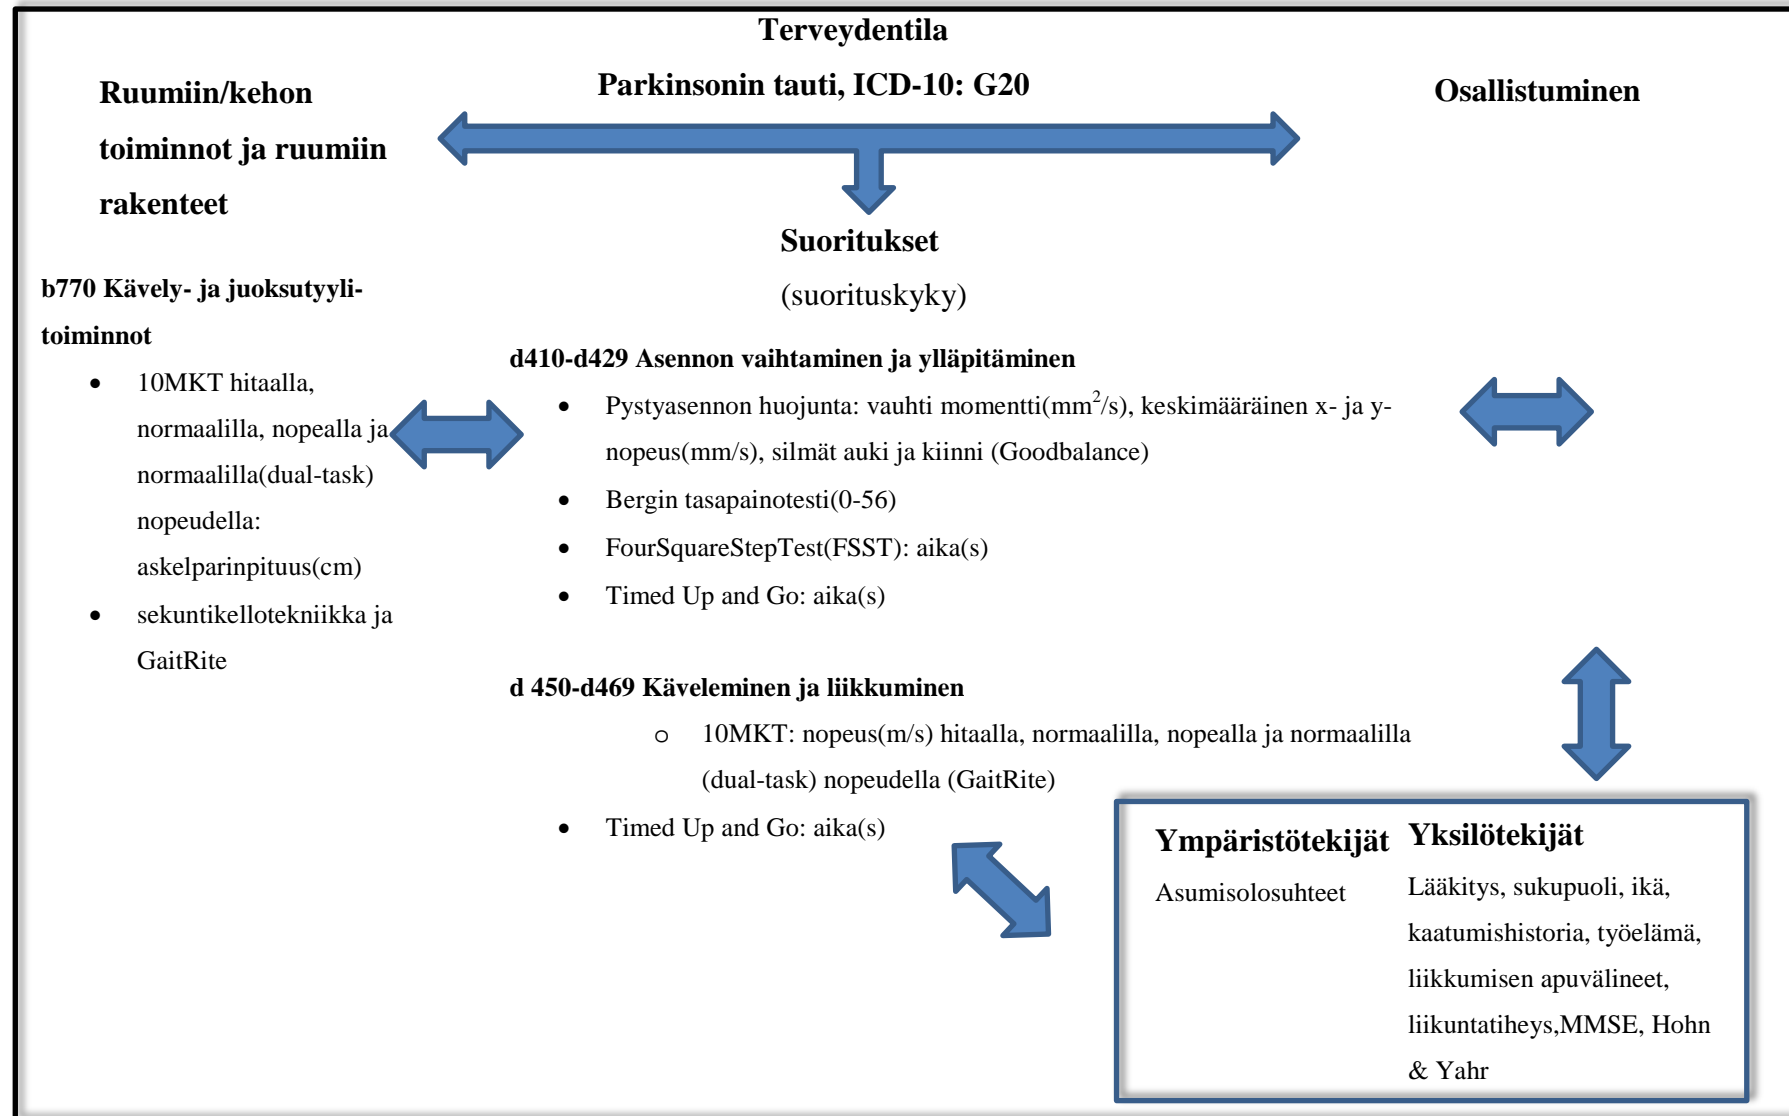 Terveydentila
Parkinsonin tauti, ICD-10: G20
Ruumiin/kehon
toiminnot ja ruumiin
rakenteet
Osallistuminen
Suoritukset
(suorituskyky)
b770 Kävely- ja juoksutyyli-
toiminnot
• 10MKT hitaalla,
normaalilla, nopealla ja
normaalilla(dual-task)
nopeudella:
askelparinpituus(cm)
• sekuntikellotekniikka ja
GaitRite
d410-d429 Asennon vaihtaminen ja ylläpitäminen
• Pystyasennon huojunta: vauhti momentti(mm²/s), keskimääräinen x- ja y-
nopeus(mm/s), silmät auki ja kiinni (Goodbalance)
• Bergin tasapainotesti(0-56)
• FourSquareStepTest(FSST): aika(s)
• Timed Up and Go: aika(s)
d 450-d469 Käveleminen ja liikkuminen
o 10MKT: nopeus(m/s) hitaalla, normaalilla, nopealla ja normaalilla
(dual-task) nopeudella (GaitRite)
• Timed Up and Go: aika(s)
Ympäristötekijät
Asumisolosuhteet
Yksilötekijät
Lääkitys, sukupuoli, ikä,
kaatumishistoria, työelämä,
liikkumisen apuvälineet,
liikuntatiheys,MMSE, Hohn
& Yahr